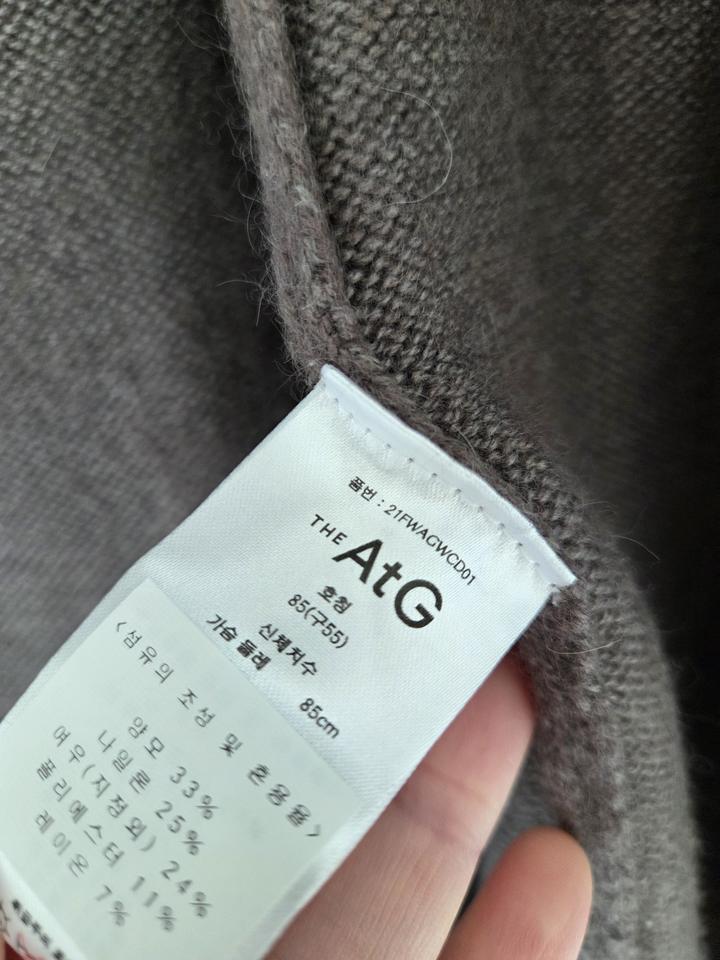 품번 : 21FWAGWCD01
THE AtG
호칭
85(구55)
신체치수
가슴 둘레 85cm
<섬유의 조성 및 혼용율>
양모 33%
나일론 25%
여우(지정외) 24%
폴리에스터 11%
레이온 7%